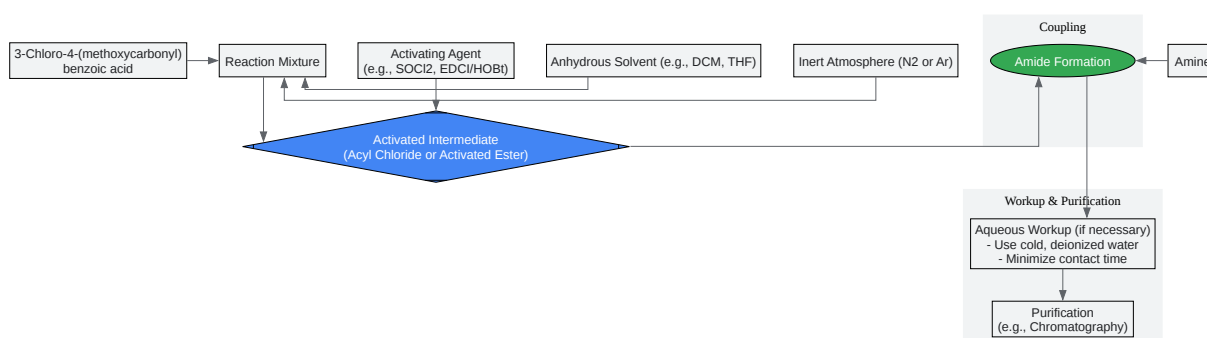 Coupling
3-Chloro-4-(methoxycaronyl)
benzoic acid
Reaction Mixture
Activating Agent
(e.g., SOCl2, EDCI/HOBt)
Anhydrous Solvent (e.g., DCM, THF)
Inert Atmosphere (N2 or Ar)
Amide Formation
Amine
Activated Intermediate
(Acyl Chloride or Activated Ester)
Workup & Purification
Aqueous Workup (if necessary)
- Use cold, deionized water
- Minimize contact time
Purification
(e.g., Chromatography)